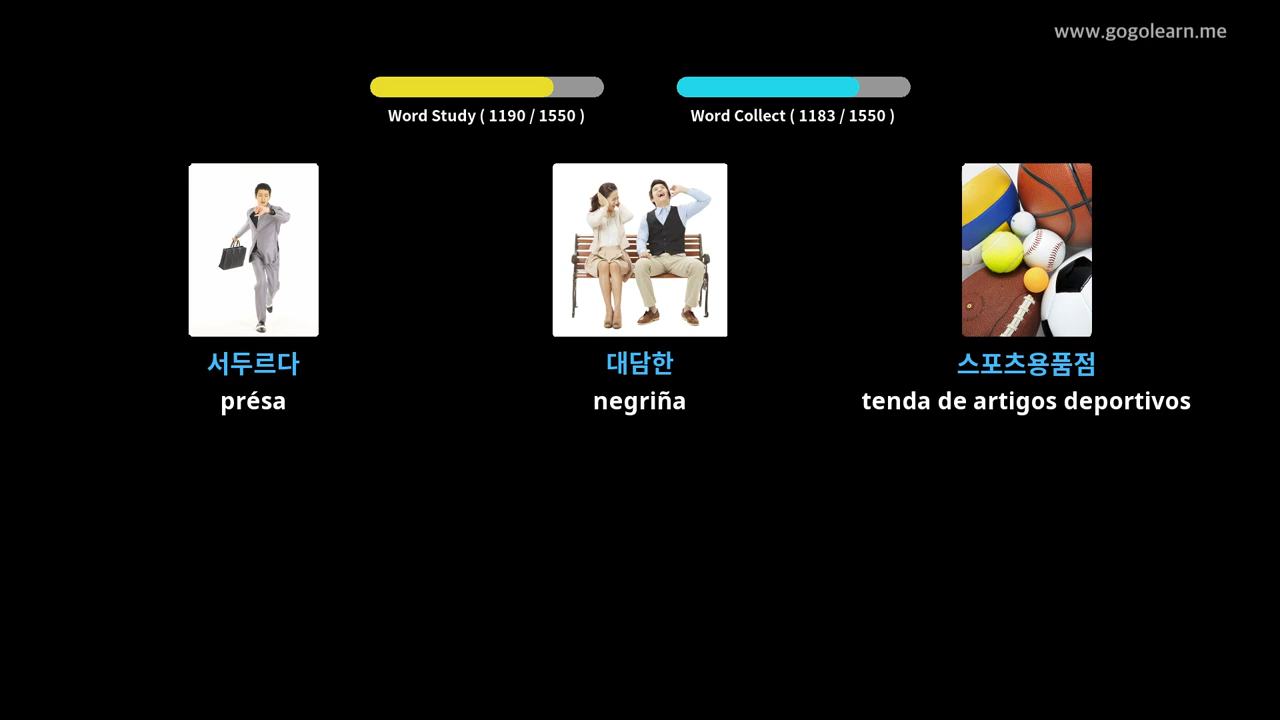 www.gogolearn.me
Word Study ( 1190 / 1550 )
Word Collect ( 1183 / 1550 )
서두르다
대담한
스포츠용품점
présa
negriña
tenda de artigos deportivos